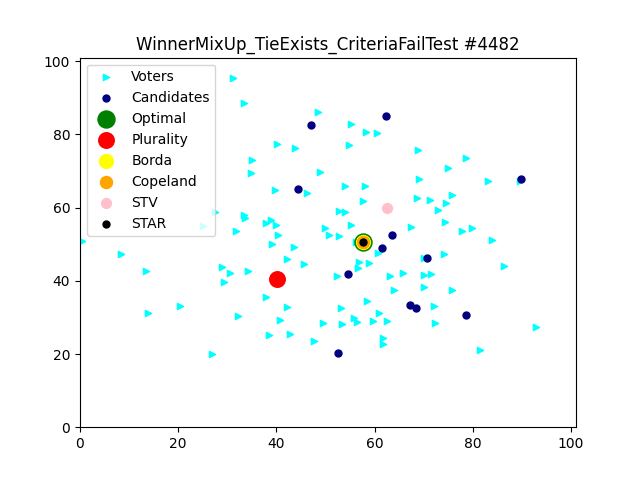 WinnerMixUp_TieExists_CriteriaFailTest #4482
100
80
60
40
20
0
Voters
Candidates
Optimal
Plurality
Borda
Copeland
STV
STAR
0 20 40 60 80 100